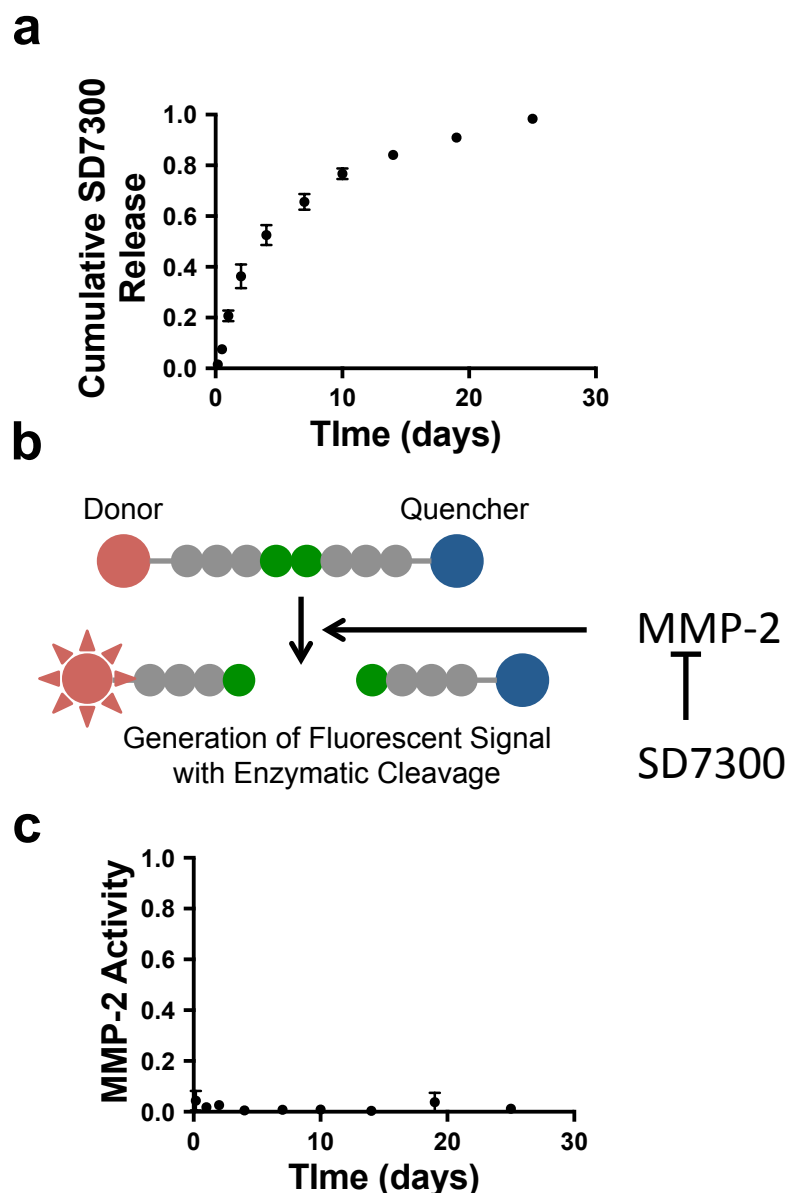 a
Cumulative SD7300
Release
1.0
0.8
0.6
0.4
0.2
0.0
0
10
20
30
TIme (days)
b
Donor
Quencher
MMP-2
SD7300
Generation of Fluorescent Signal
with Enzymatic Cleavage
c
MMP-2 Activity
1.0
0.8
0.6
0.4
0.2
0.0
0
10
20
30
TIme (days)